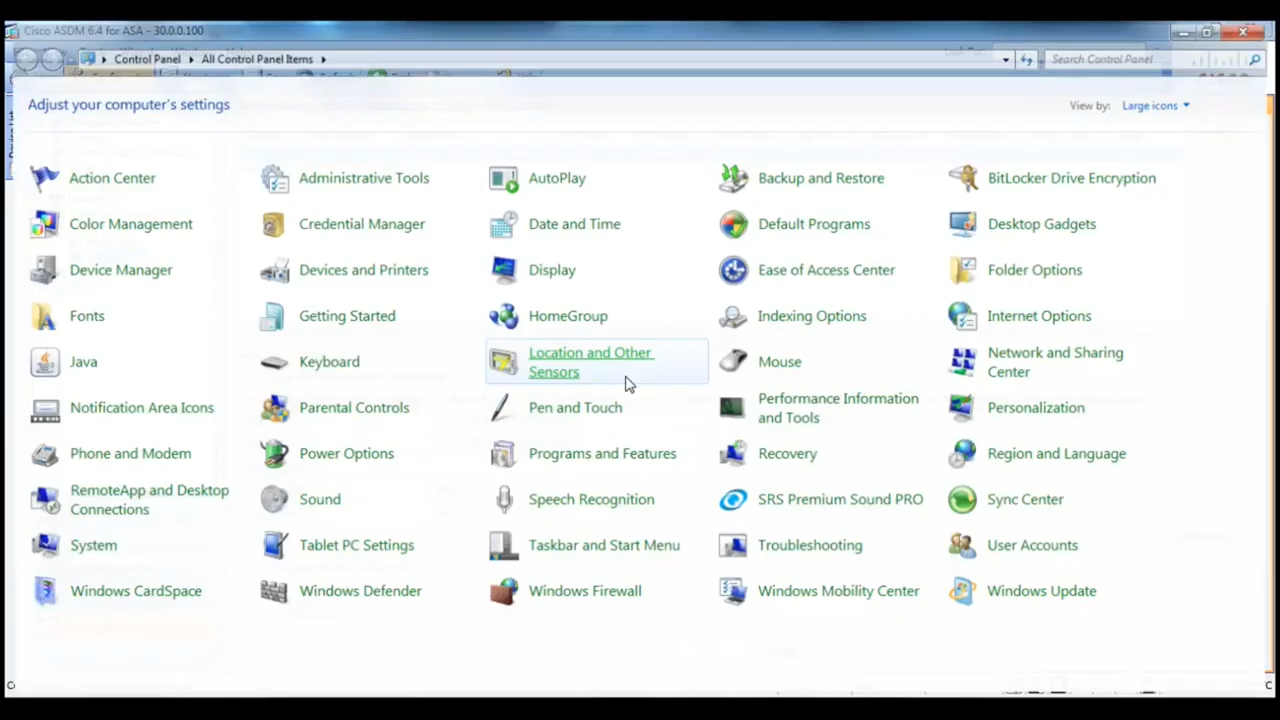 Cisco ASDM 6.4 for ASA - 30.0.0.100
Control Panel
All Control Panel Items
Search Control Panel
Adjust your computer's settings
View by:
Large icons
Action Center
Administrative Tools
AutoPlay
Backup and Restore
BitLocker Drive Encryption
Color Management
Credential Manager
Date and Time
Default Programs
Desktop Gadgets
Device Manager
Devices and Printers
Display
Ease of Access Center
Folder Options
Fonts
Getting Started
HomeGroup
Indexing Options
Internet Options
Java
Keyboard
Location and Other
Sensors
Mouse
Network and Sharing
Center
Notification Area Icons
Parental Controls
Pen and Touch
Performance Information
and Tools
Personalization
Phone and Modem
Power Options
Programs and Features
Recovery
Region and Language
RemoteApp and Desktop
Connections
Sound
Speech Recognition
SRS Premium Sound PRO
Sync Center
System
Tablet PC Settings
Taskbar and Start Menu
Troubleshooting
User Accounts
Windows CardSpace
Windows Defender
Windows Firewall
Windows Mobility Center
Windows Update